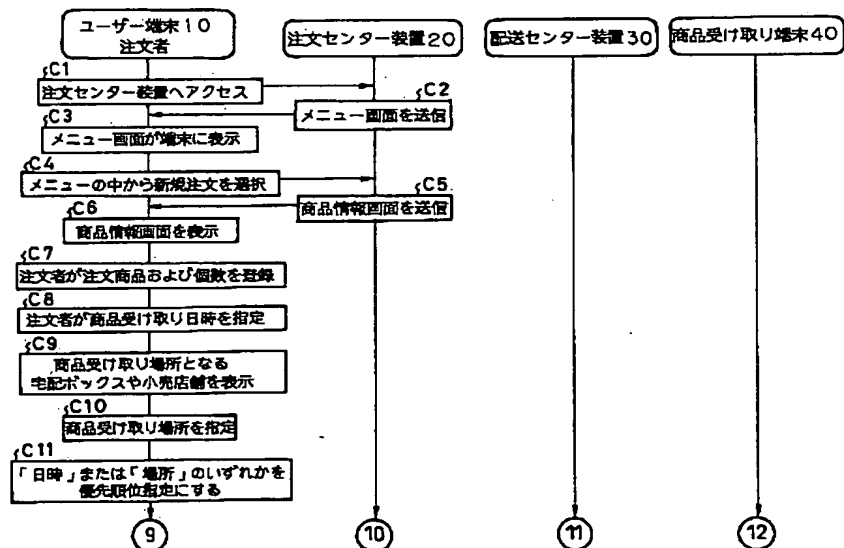 ユーザー端末10
注文者
注文センター装置20
配送センター装置30
商品受け取り端末40
C1
注文センター装置へアクセス
C2
メニュー画面を送信
C3
メニュー画面が端末に表示
C4
メニューの中から新規注文を選択
C5
商品情報画面を送信
C6
商品情報画面を表示
C7
注文者が注文商品および個数を登録
C8
注文者が商品受け取り日時を指定
C9
商品受け取り場所となる
宅配ボックスや小売店舗を表示
C10
商品受け取り場所を指定
C11
「日時」または「場所」のいずれかを
優先順位指定にする
9
10
11
12